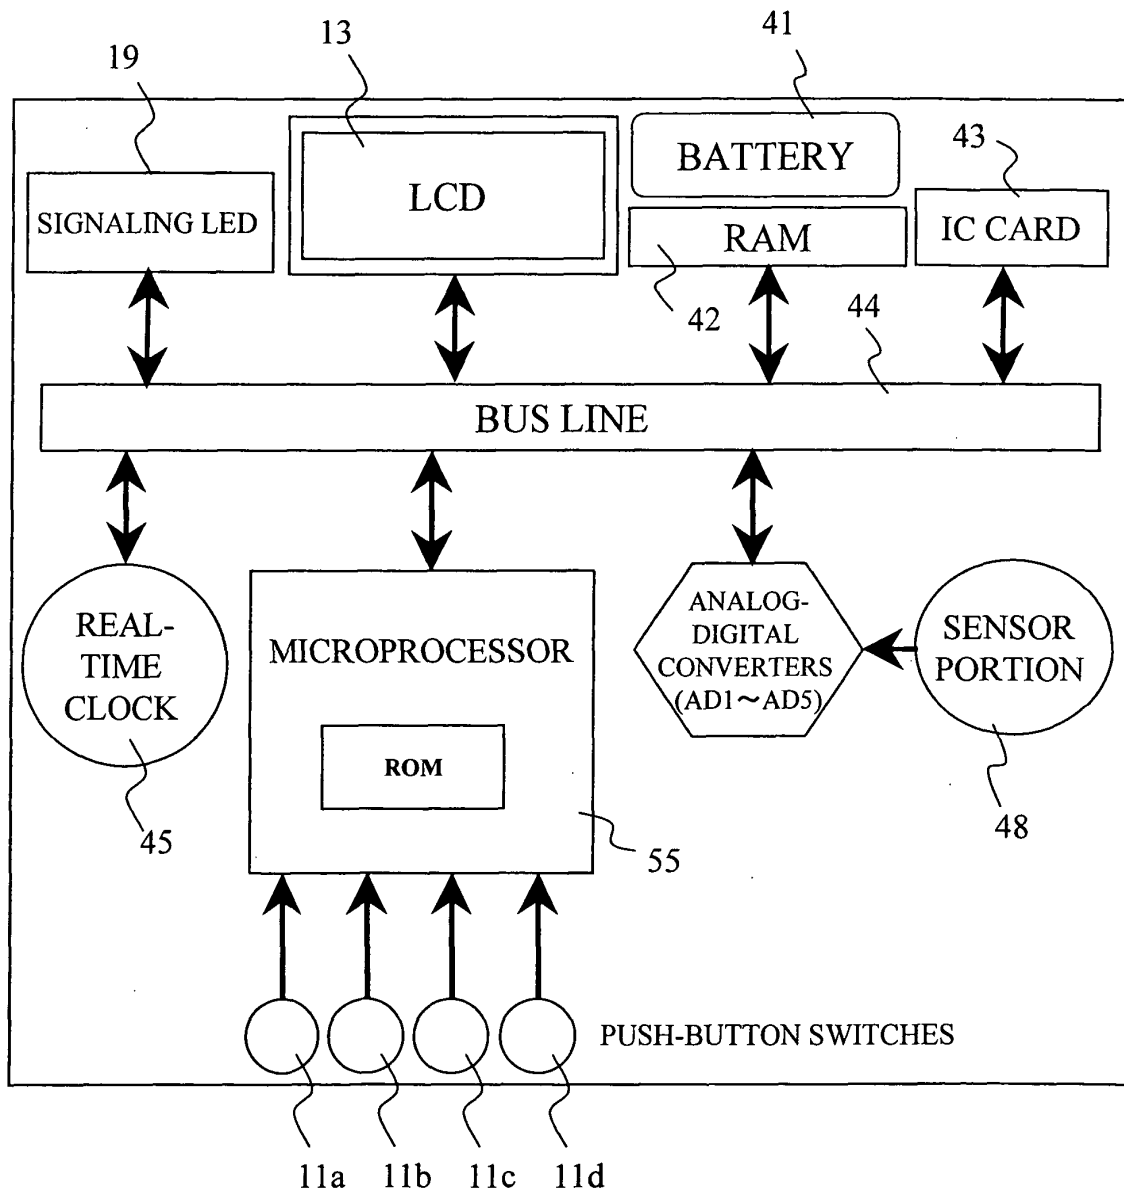 19
13
41
43
SIGNALING LED
LCD
BATTERY
RAM
IC CARD
42
44
BUS LINE
REAL-
TIME
CLOCK
MICROPROCESSOR
ROM
ANALOG-
DIGITAL
CONVERTERS
(AD1～AD5)
SENSOR
PORTION
45
55
48
PUSH-BUTTON SWITCHES
11a
11b
11c
11d